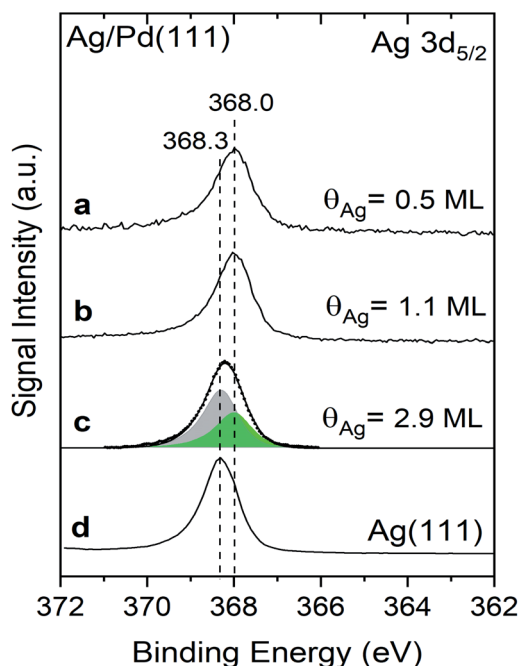 Ag/Pd(111) Ag 3d5/2
368.0
368.3
a θAg= 0.5 ML
b θAg= 1.1 ML
c θAg= 2.9 ML
d Ag(111)
372 370 368 366 364 362
Binding Energy (eV)
Signal Intensity (a.u.)